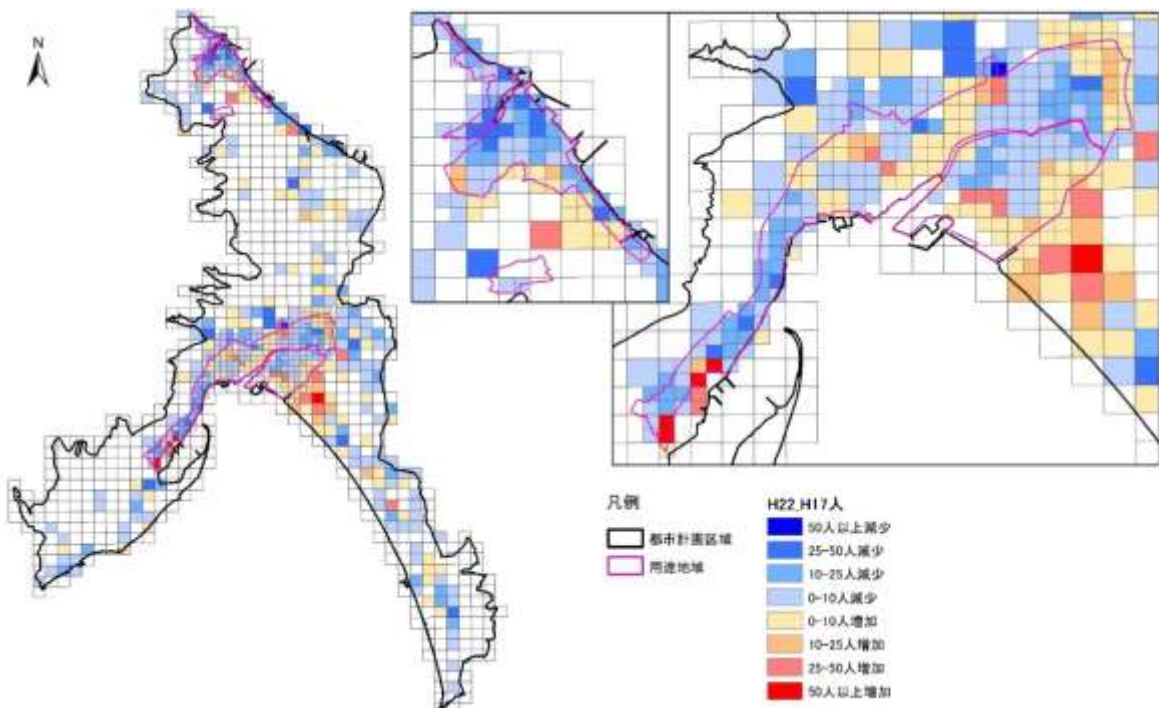 N
凡例
都市計画区域
用途地域
H22_H17人
50人以上減少
25-50人減少
10-25人減少
0-10人減少
0-10人増加
10-25人増加
25-50人増加
50人以上増加